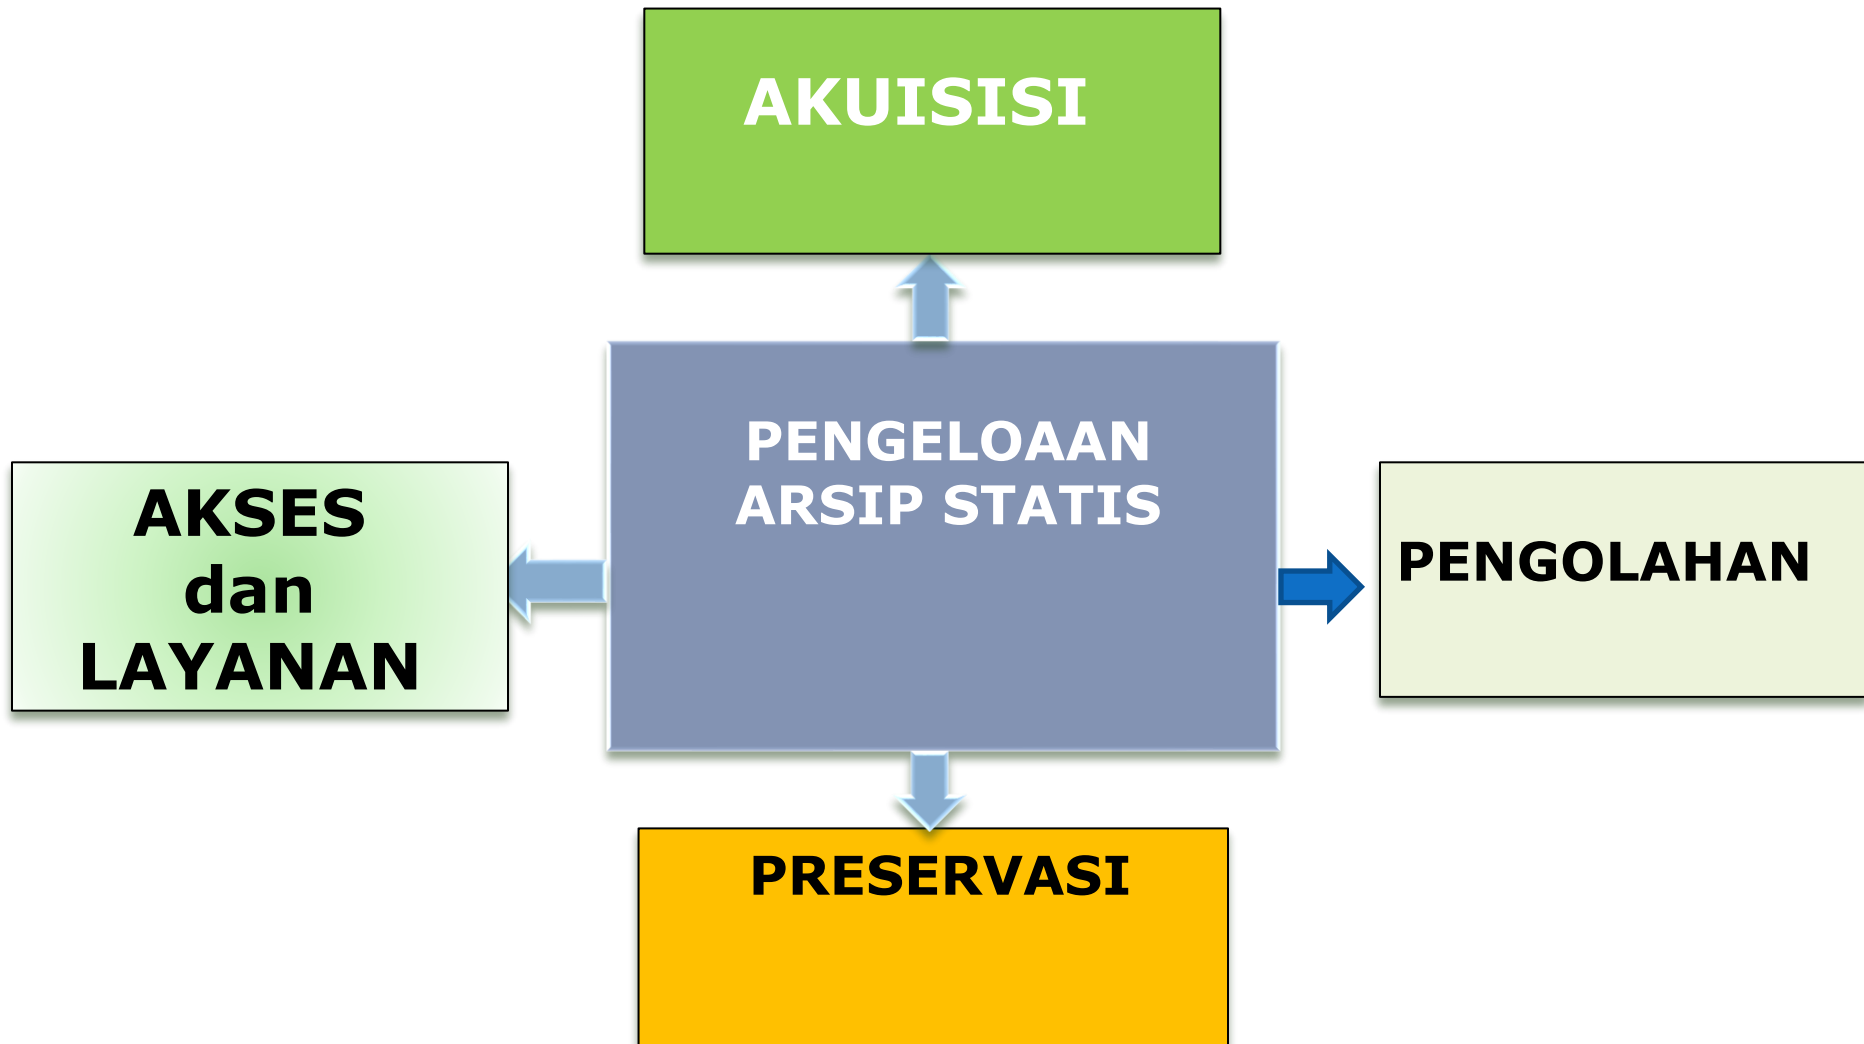 AKUISISI
PENGELOAAN
ARSIP STATIS
AKSES
dan
LAYANAN
PENGOLAHAN
PRESERVASI